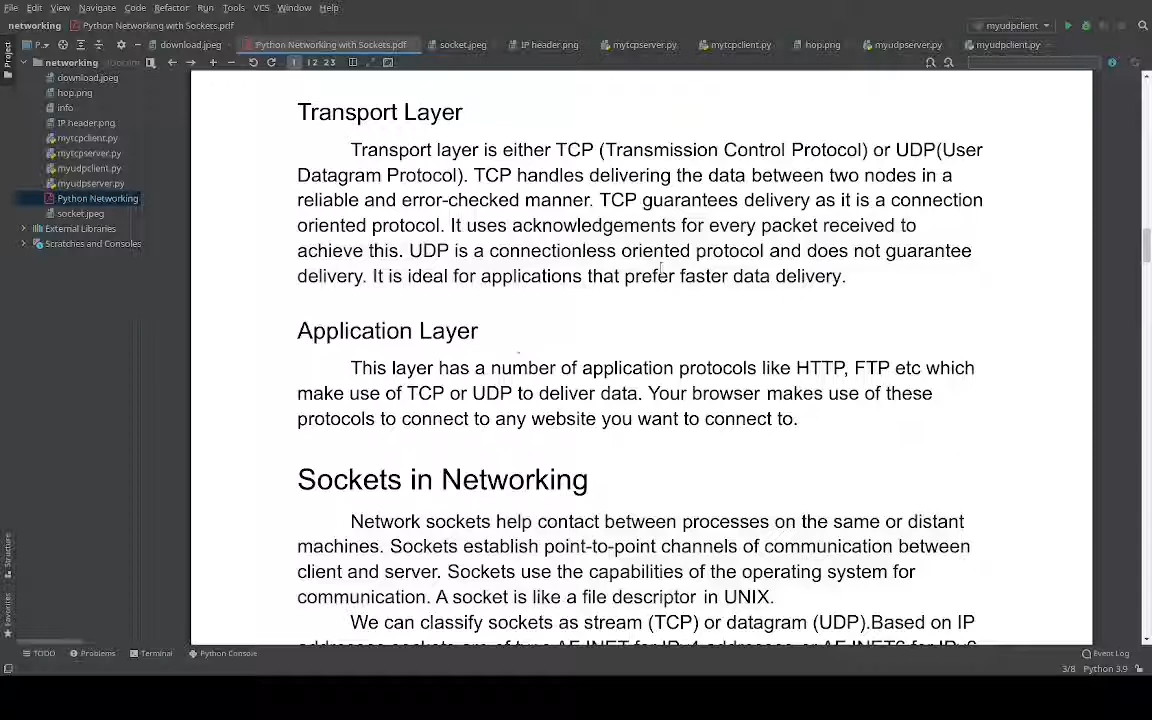 File Edit View Navigate Code Refactor Run Tools VCS Window Help
networking Python Networking with Sockets.pdf myudpclient
Project P... download.jpeg Python Networking with Sockets.pdf socket.jpeg IP header.png mytcpserver.py mytcpclient.py hop.png myudpserver.py myudpclient.py
networking
download.jpeg
hop.png
info
IP header.png
mytcpclient.py
mytcpserver.py
myudpclient.py
myudpserver.py
Python Networking
socket.jpeg
External Libraries
Scratches and Consoles
Transport Layer
Transport layer is either TCP (Transmission Control Protocol) or UDP(User
Datagram Protocol). TCP handles delivering the data between two nodes in a
reliable and error-checked manner. TCP guarantees delivery as it is a connection
oriented protocol. It uses acknowledgements for every packet received to
achieve this. UDP is a connectionless oriented protocol and does not guarantee
delivery. It is ideal for applications that prefer faster data delivery.
Application Layer
This layer has a number of application protocols like HTTP, FTP etc which
make use of TCP or UDP to deliver data. Your browser makes use of these
protocols to connect to any website you want to connect to.
Sockets in Networking
Network sockets help contact between processes on the same or distant
machines. Sockets establish point-to-point channels of communication between
client and server. Sockets use the capabilities of the operating system for
communication. A socket is like a file descriptor in UNIX.
We can classify sockets as stream (TCP) or datagram (UDP).Based on IP
Structure
Favorites
TODO Problems Terminal Python Console Event Log
3/8 Python 3.9